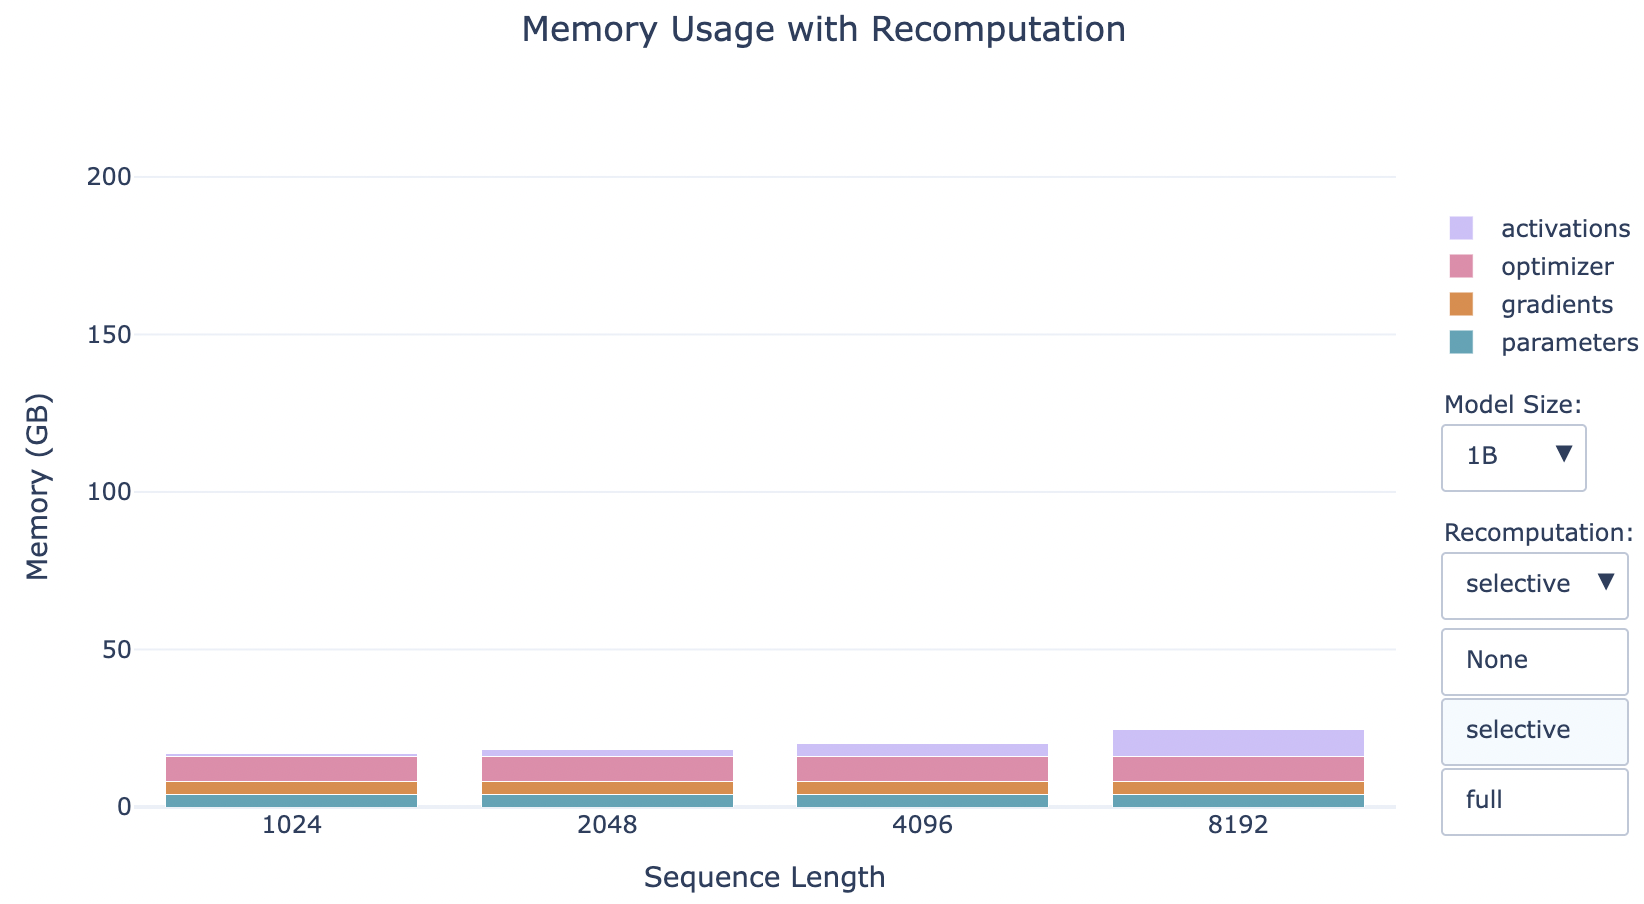 Memory Usage with Recomputation
200
150
100
50
0
Memory (GB)
1024
2048
4096
8192
Sequence Length
activations
optimizer
gradients
parameters
Model Size:
1B ▼
Recomputation:
selective ▼
None
selective
full